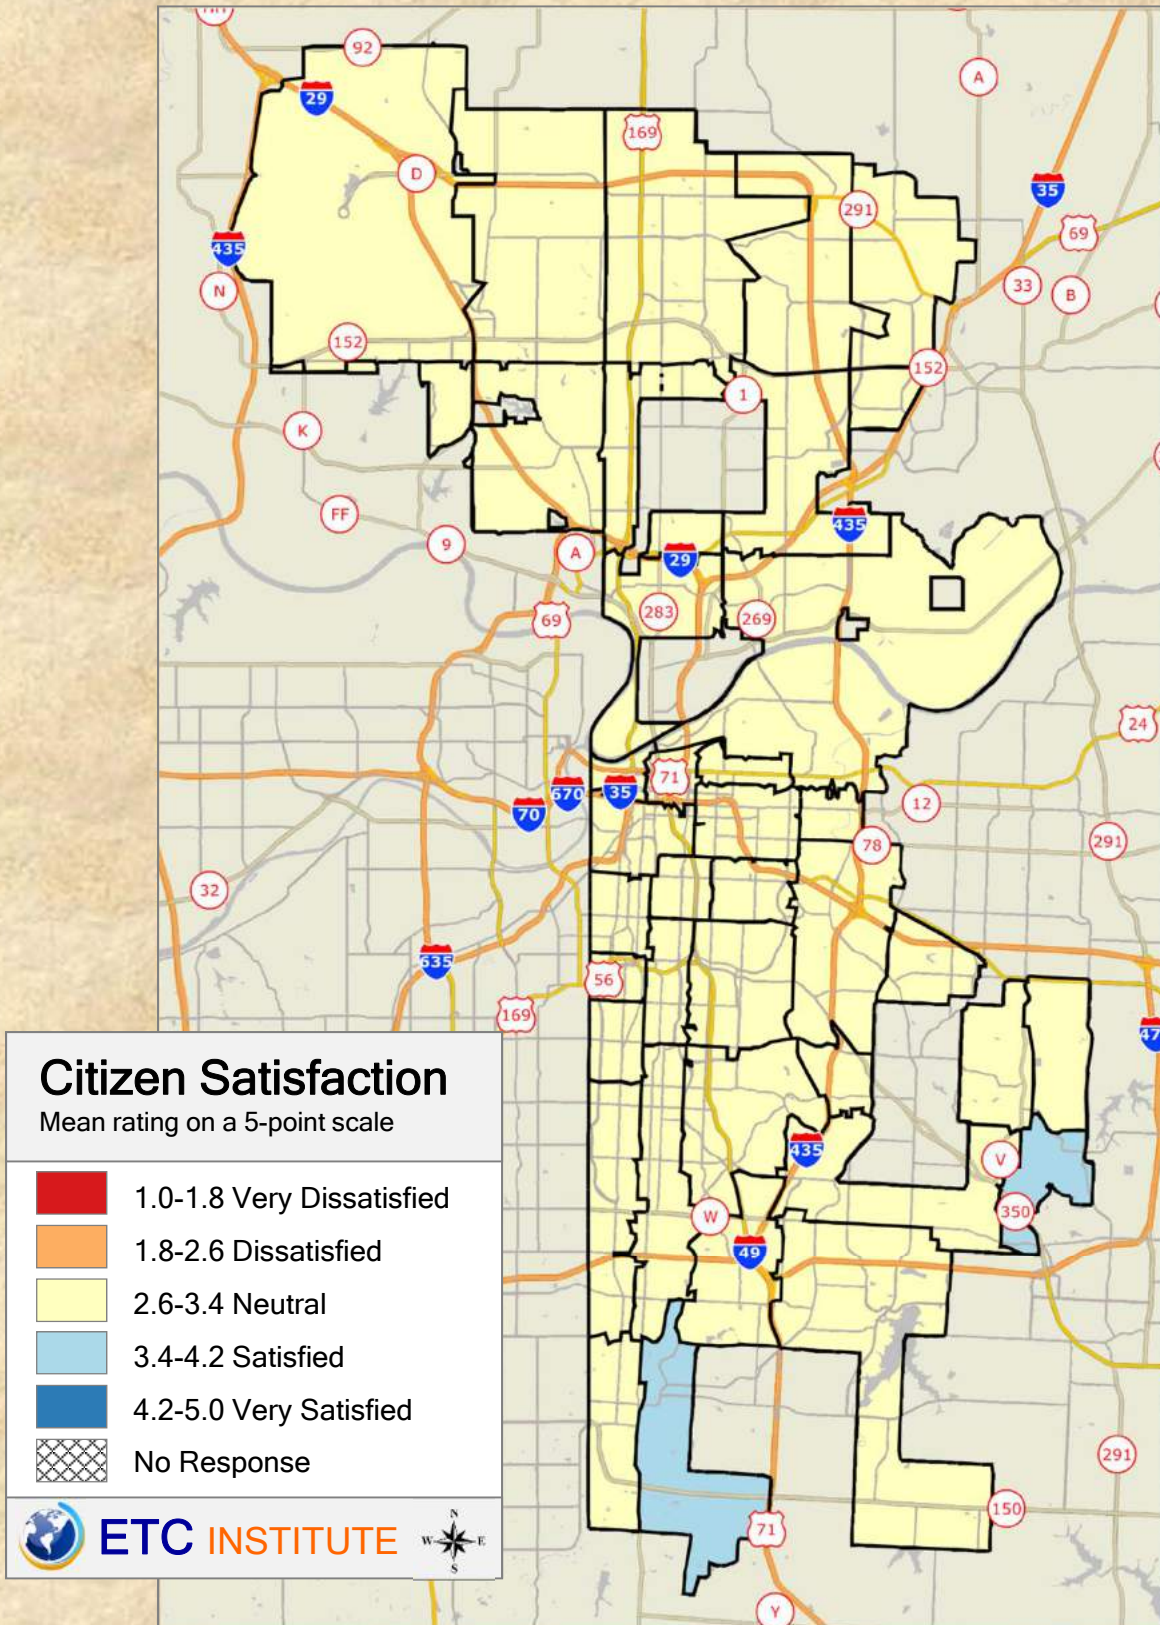 92
A
29
169
D
35
291
69
435
N
33
B
152
152
1
K
FF
435
9
A
29
283
269
69
24
71
670
35
70
12
78
291
32
635
56
169
47
Citizen Satisfaction
Mean rating on a 5-point scale
435
V
1.0-1.8 Very Dissatisfied
350
W
1.8-2.6 Dissatisfied
49
2.6-3.4 Neutral
3.4-4.2 Satisfied
4.2-5.0 Very Satisfied
No Response
291
150
ETC INSTITUTE
N
W E
S
71
Y